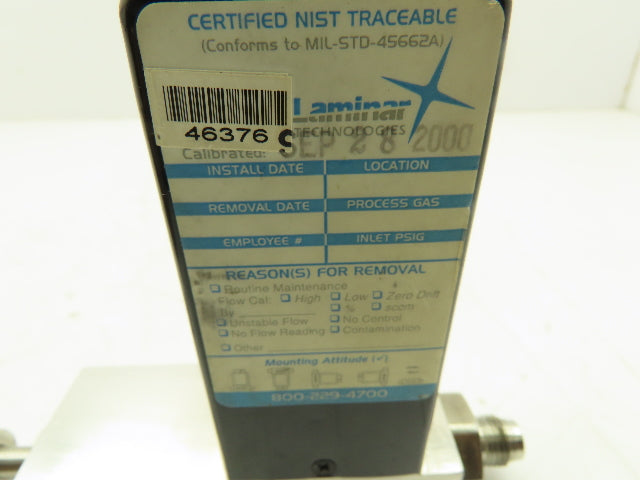 CERTIFIED NIST TRACEABLE
(Conforms to MIL-STD-45662A)
Laminar
TECHNOLOGIES
46376
Calibrated: SEP 28 2000
INSTALL DATE LOCATION
REMOVAL DATE PROCESS GAS
EMPLOYEE # INLET PSIG
REASON(S) FOR REMOVAL
Routine Maintenance
Flow Cal: High Low Zero Drift
By % sccm
Unstable Flow No Control
No Flow Reading Contamination
Other
Mounting Attitude (✓)
800-229-4700